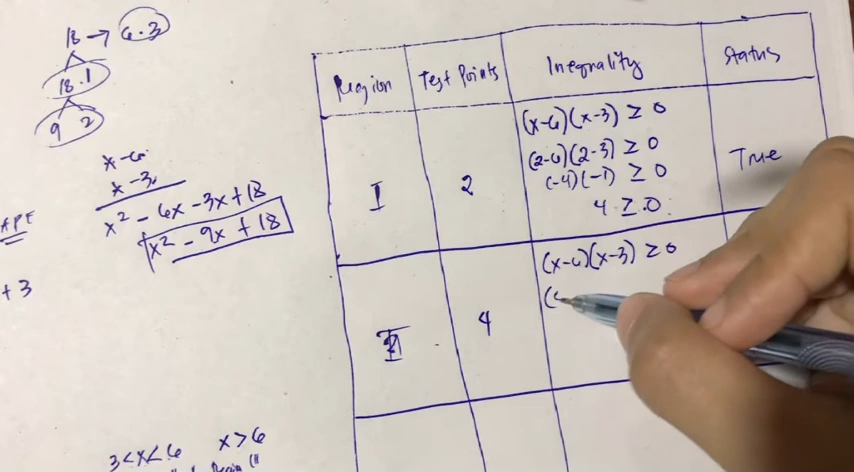 18 → 6.3
18.1
9 2
x-6
x-3
x² - 6x - 3x + 18
x² - 9x + 18
+ 3
3<x<6 x>6
Region Test Points Inequality Status
I 2 True
(x-6)(x-3) ≥ 0
(2-6)(2-3) ≥ 0
(-4)(-1) ≥ 0
4 ≥ 0
II 4
(x-6)(x-3) ≥ 0